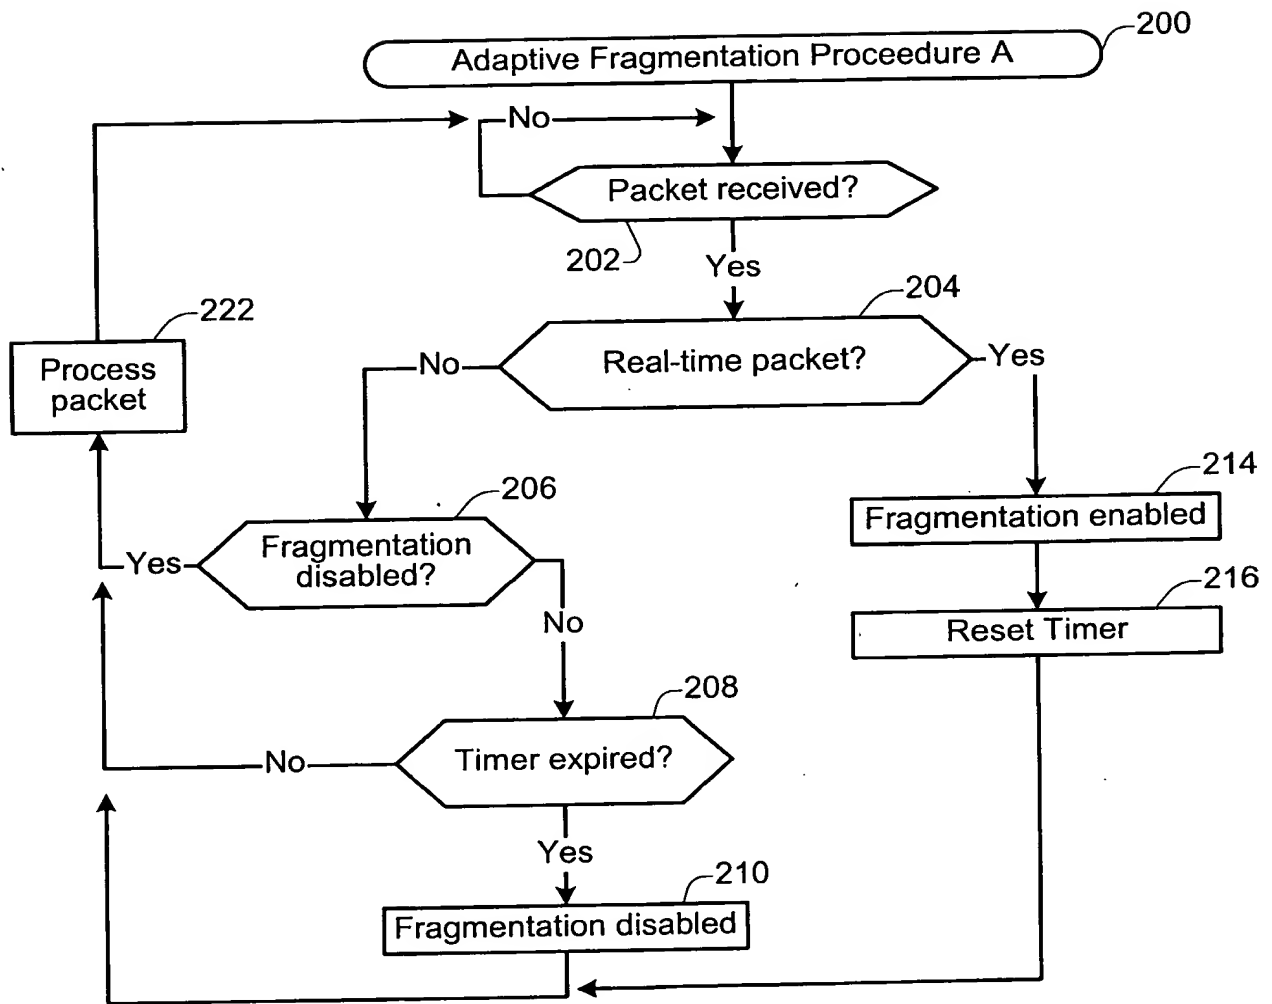 200
Adaptive Fragmentation Proceedure A
No
Packet received?
202
Yes
204
222
Real-time packet?
No
Yes
Process
packet
214
206
Fragmentation enabled
Fragmentation
disabled?
Yes
216
No
Reset Timer
208
Timer expired?
No
Yes
210
Fragmentation disabled